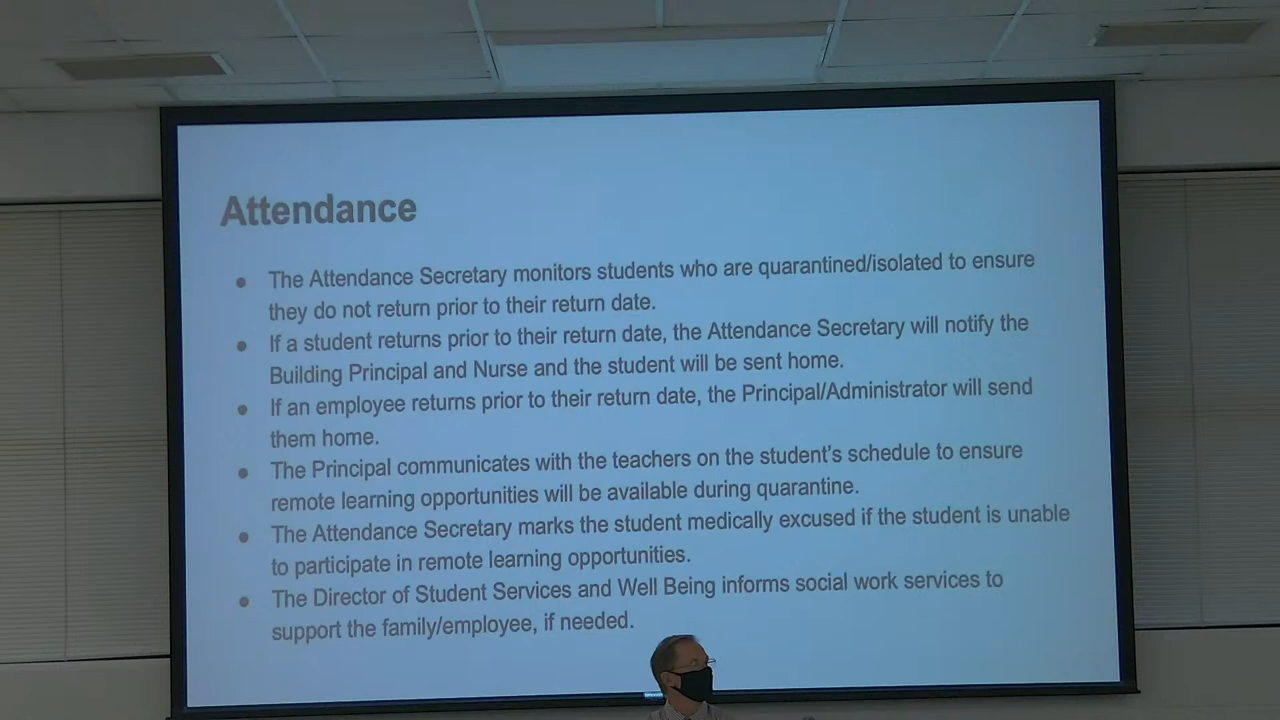 Attendance
● The Attendance Secretary monitors students who are quarantined/isolated to ensure
they do not return prior to their return date.
● If a student returns prior to their return date, the Attendance Secretary will notify the
Building Principal and Nurse and the student will be sent home.
● If an employee returns prior to their return date, the Principal/Administrator will send
them home.
● The Principal communicates with the teachers on the student's schedule to ensure
remote learning opportunities will be available during quarantine.
● The Attendance Secretary marks the student medically excused if the student is unable
to participate in remote learning opportunities.
● The Director of Student Services and Well Being informs social work services to
support the family/employee, if needed.